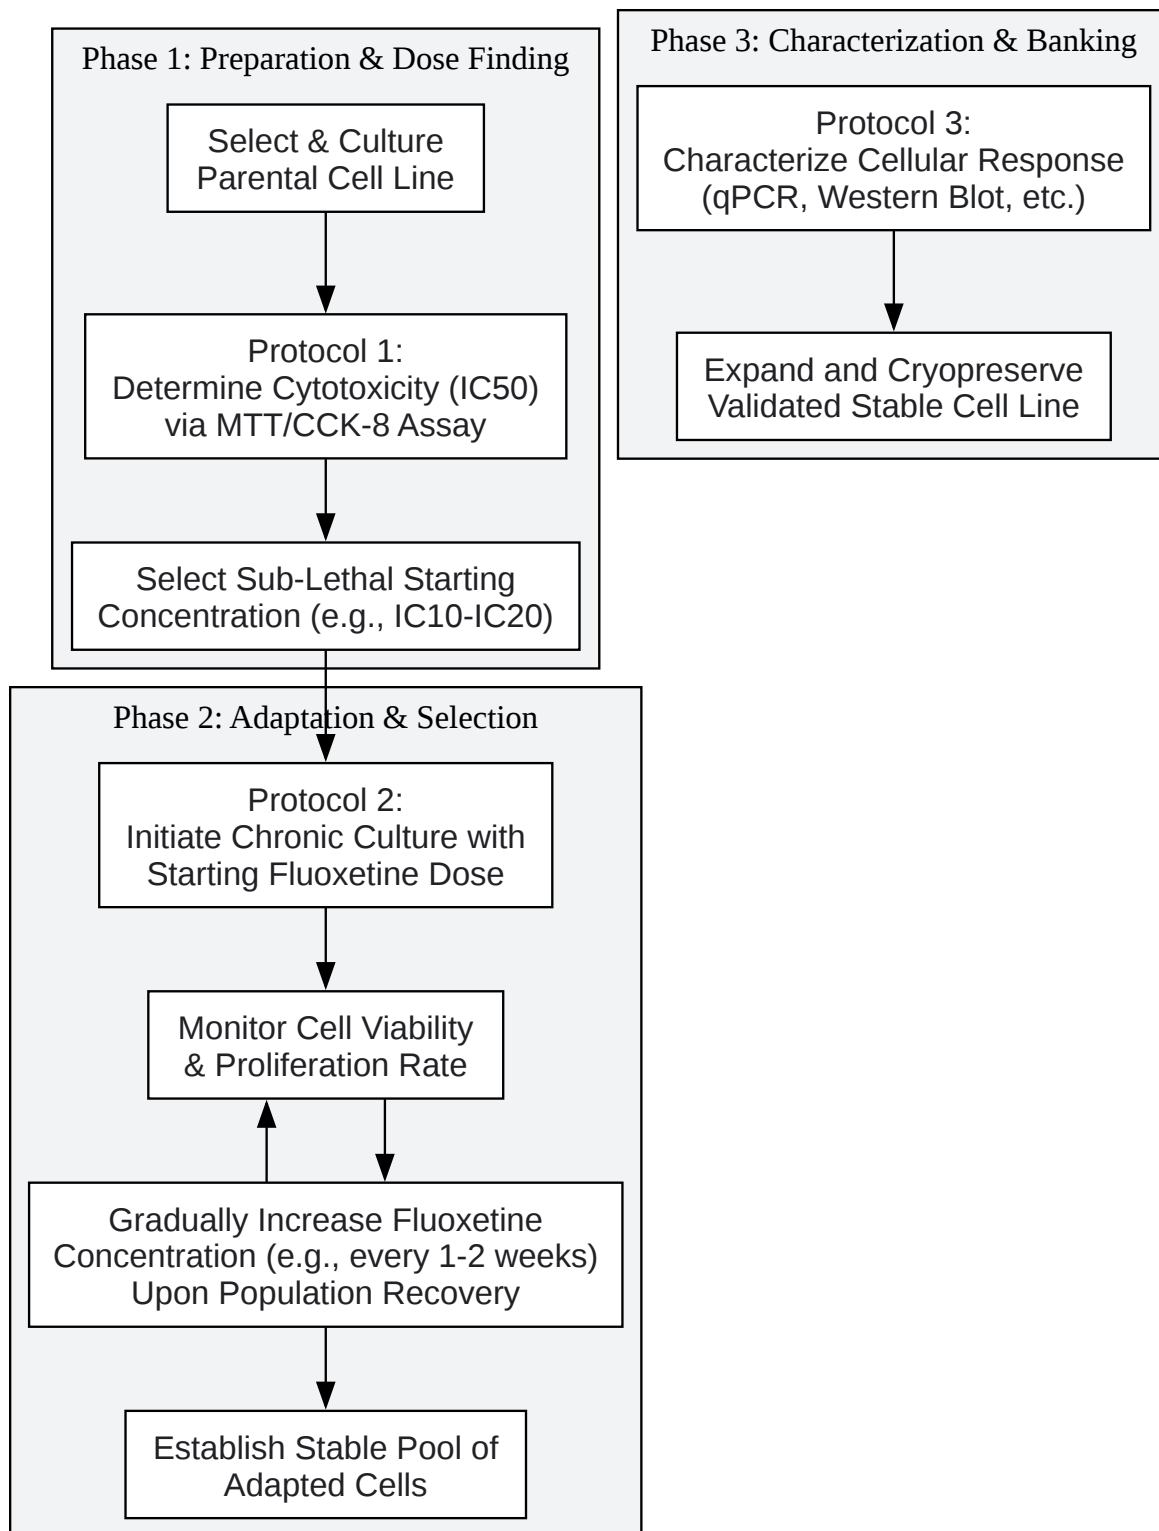 Phase 1: Preparation & Dose Finding
Select & Culture
Parental Cell Line
Protocol 1:
Determine Cytotoxicity (IC50)
via MTT/CCK-8 Assay
Select Sub-Lethal Starting
Concentration (e.g., IC10-IC20)
Phase 2: Adaptation & Selection
Protocol 2:
Initiate Chronic Culture with
Starting Fluoxetine Dose
Monitor Cell Viability
& Proliferation Rate
Gradually Increase Fluoxetine
Concentration (e.g., every 1-2 weeks)
Upon Population Recovery
Establish Stable Pool of
Adapted Cells
Phase 3: Characterization & Banking
Protocol 3:
Characterize Cellular Response
(qPCR, Western Blot, etc.)
Expand and Cryopreserve
Validated Stable Cell Line